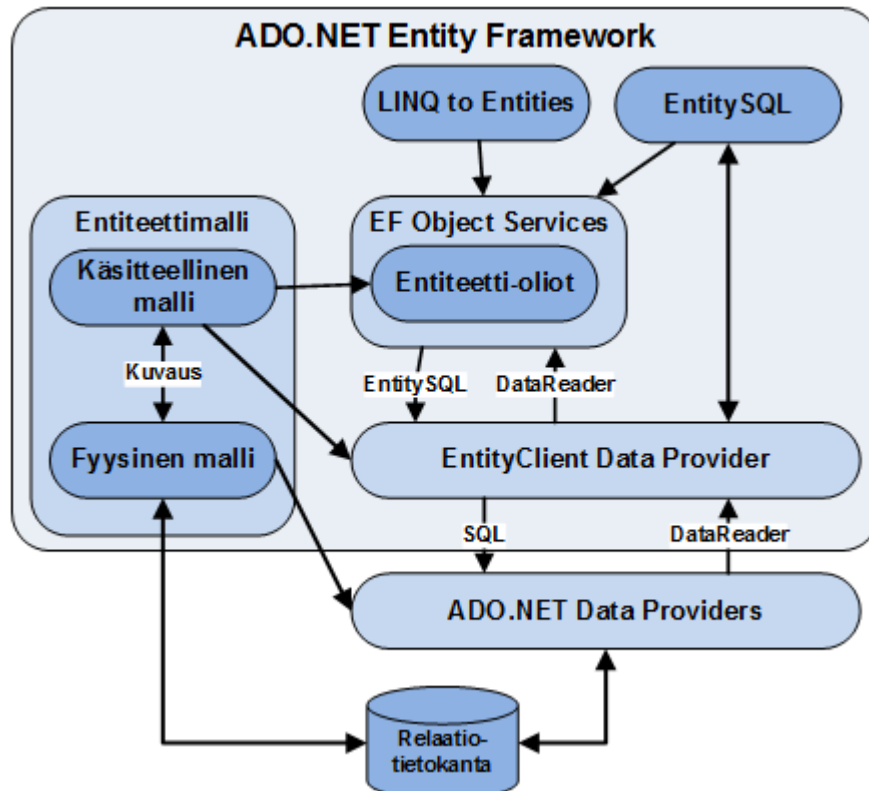 ADO.NET Entity Framework
LINQ to Entities
EntitySQL
Entiteettimalli
Käsitteellinen
malli
EF Object Services
Entiteetti-oliot
Kuvaus
EntitySQL
DataReader
Fyysinen malli
EntityClient Data Provider
SQL
DataReader
ADO.NET Data Providers
Relaatio-
tietokanta